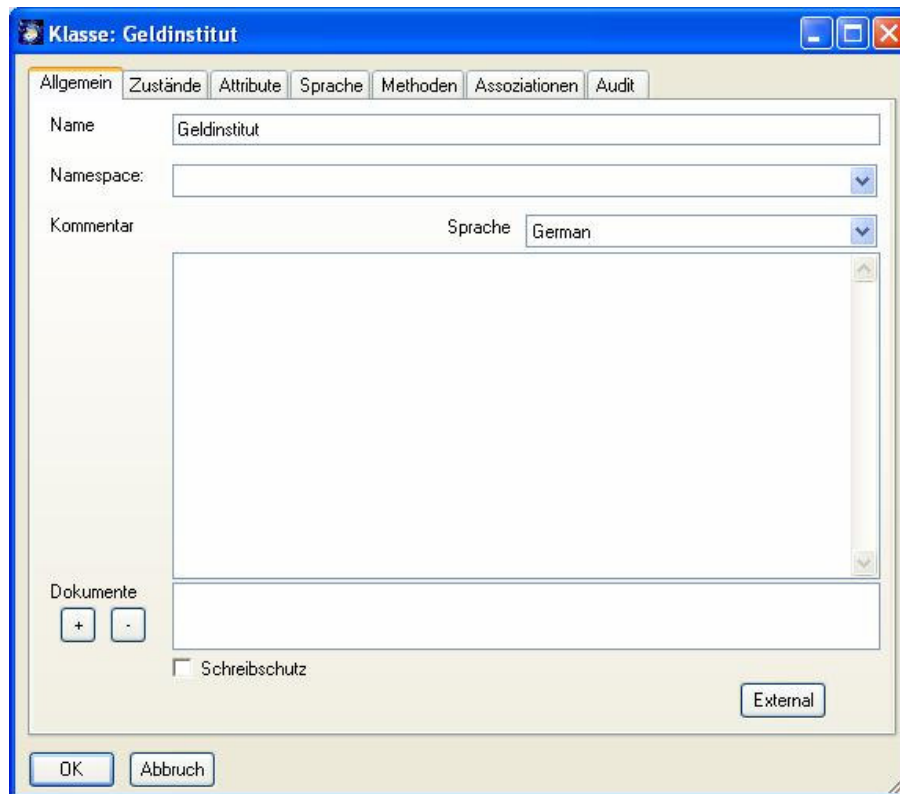 Klasse: Geldinstitut
Allgemein Zustände Attribute Sprache Methoden Assoziationen Audit
Name Geldinstitut
Namespace:
Kommentar Sprache German
Dokumente
+ -
Schreibschutz
External
OK Abbruch